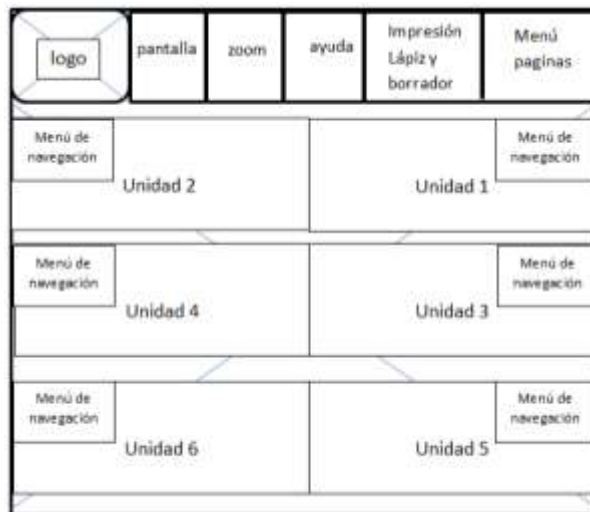 logo
pantalla
zoom
ayuda
Impresión
Lápiz y
borrador
Menú
paginas
Menú de
navegación
Unidad 2
Menú de
navegación
Unidad 1
Menú de
navegación
Unidad 4
Menú de
navegación
Unidad 3
Menú de
navegación
Unidad 6
Menú de
navegación
Unidad 5